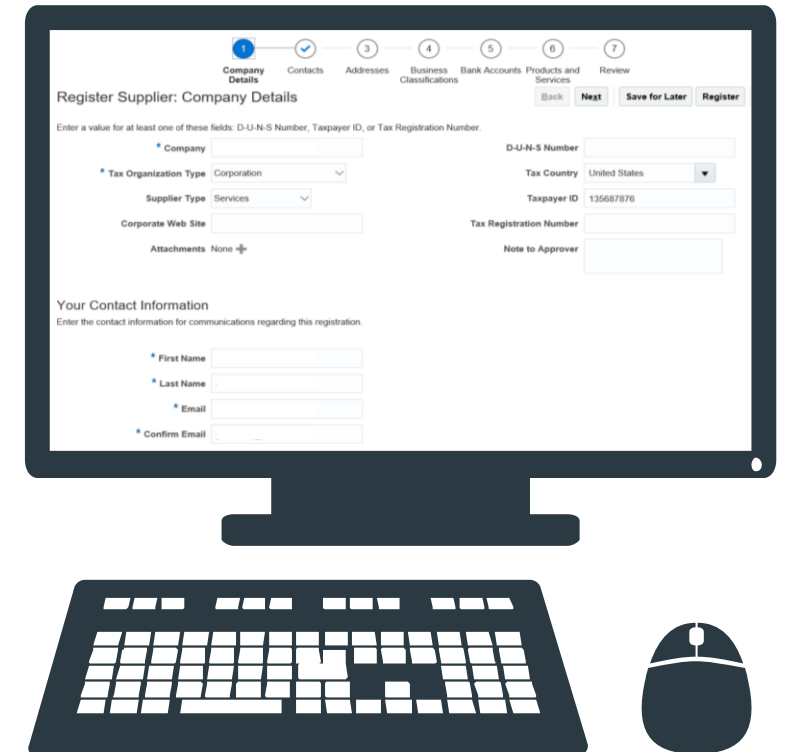 1 3 4 5 6 7
Company Details Contacts Addresses Business Classifications Bank Accounts Products and Services Review
Register Supplier: Company Details
Back Next Save for Later Register
Enter a value for at least one of these fields: D-U-N-S Number, Taxpayer ID, or Tax Registration Number.
* Company D-U-N-S Number
* Tax Organization Type Corporation Tax Country United States
Supplier Type Services Taxpayer ID 135687876
Corporate Web Site Tax Registration Number
Attachments None Note to Approver
Your Contact Information
Enter the contact information for communications regarding this registration.
* First Name
* Last Name
* Email
* Confirm Email